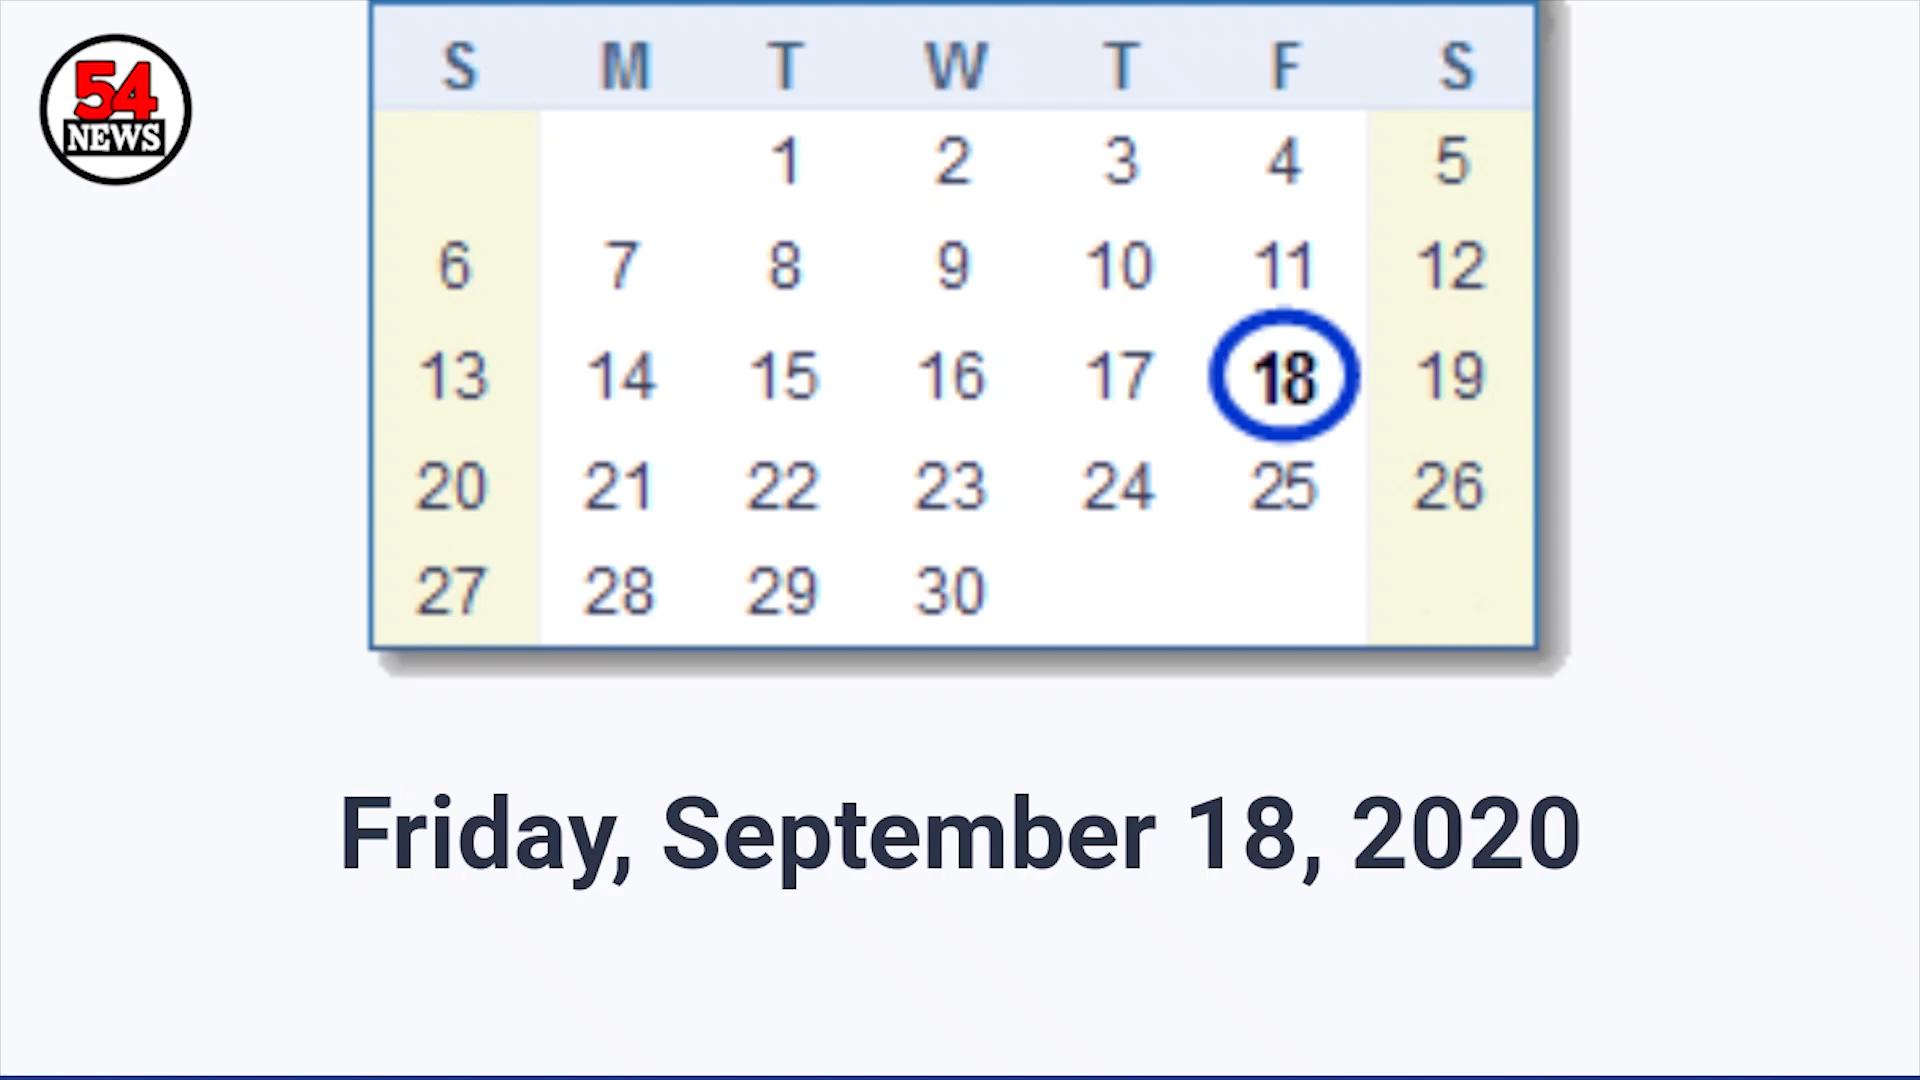 54
NEWS
S M T W T F S
1 2 3 4 5
6 7 8 9 10 11 12
13 14 15 16 17 18 19
20 21 22 23 24 25 26
27 28 29 30
Friday, September 18, 2020